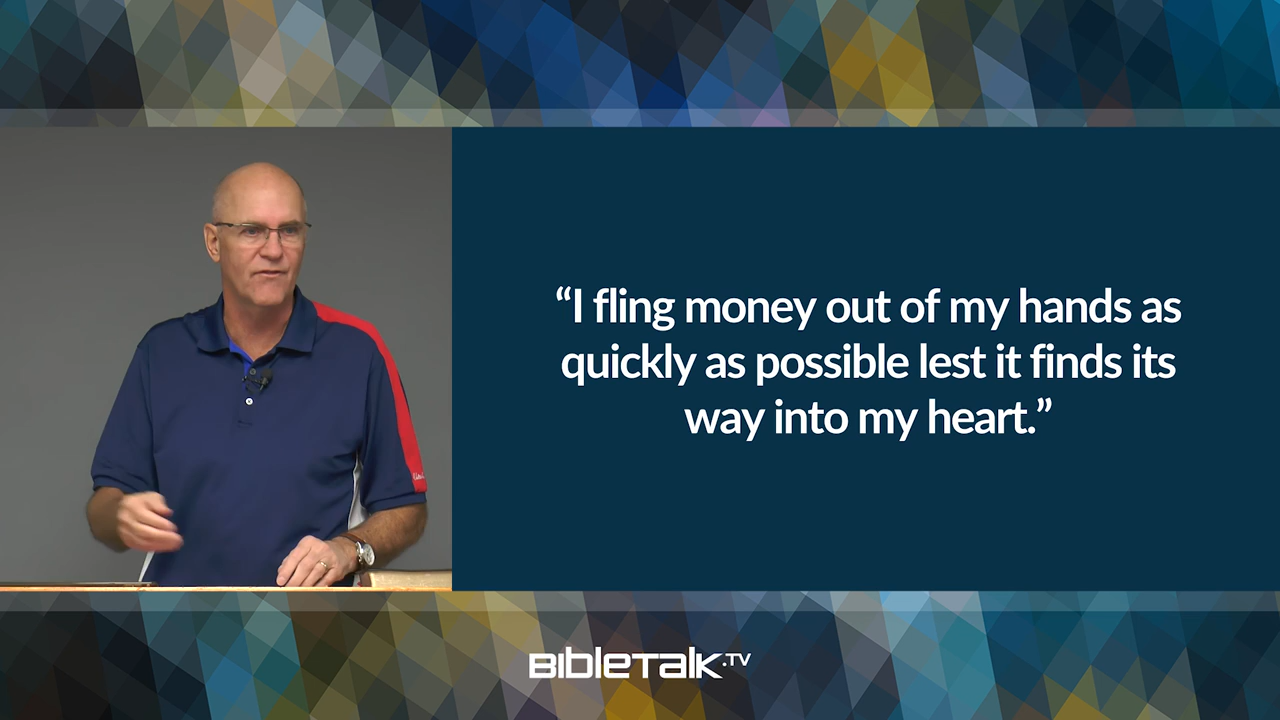 “I fling money out of my hands as
quickly as possible lest it finds its
way into my heart.”
BIBLETALK.TV